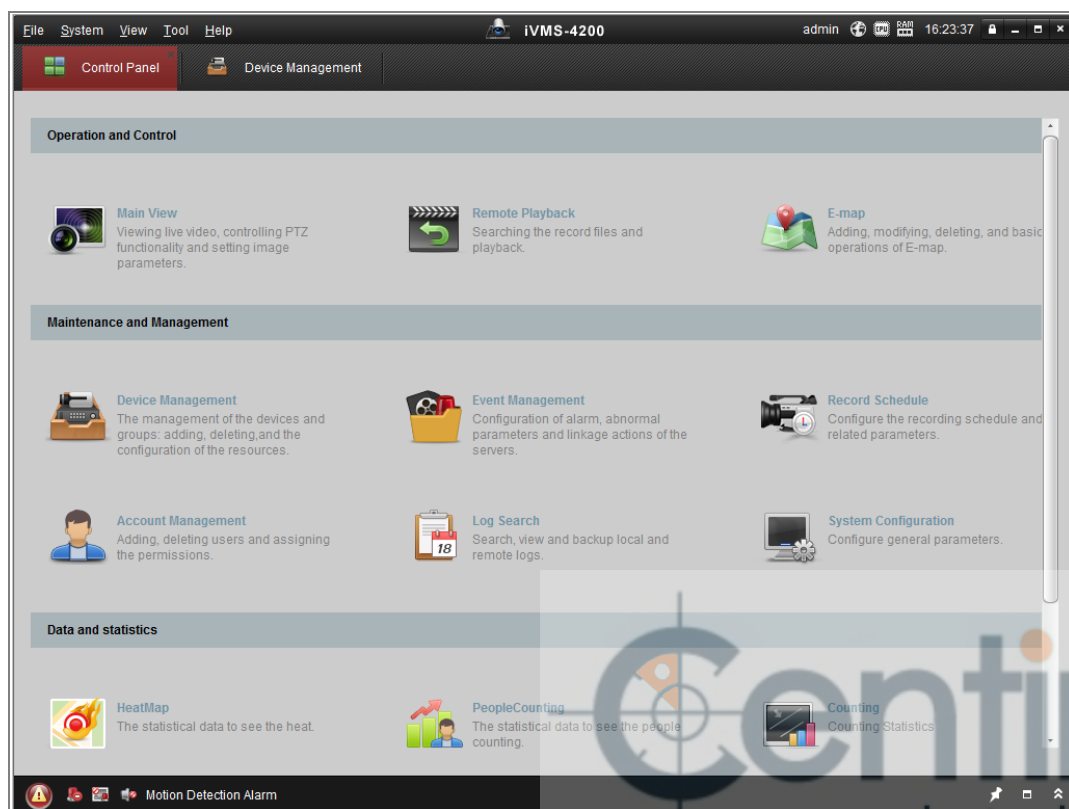 File System View Tool Help iVMS-4200 admin CPU RAM 16:23:37
Control Panel Device Management
Operation and Control
Main View
Viewing live video, controlling PTZ
functionality and setting image
parameters.
Remote Playback
Searching the record files and
playback.
E-map
Adding, modifying, deleting, and basic
operations of E-map.
Maintenance and Management
Device Management
The management of the devices and
groups: adding, deleting,and the
configuration of the resources.
Event Management
Configuration of alarm, abnormal
parameters and linkage actions of the
servers.
Record Schedule
Configure the recording schedule and
related parameters.
Account Management
Adding, deleting users and assigning
the permissions.
18
Log Search
Search, view and backup local and
remote logs.
System Configuration
Configure general parameters.
Data and statistics
HeatMap
The statistical data to see the heat.
PeopleCounting
The statistical data to see the people
counting.
Counting
Counting Statistics
Centi
Motion Detection Alarm